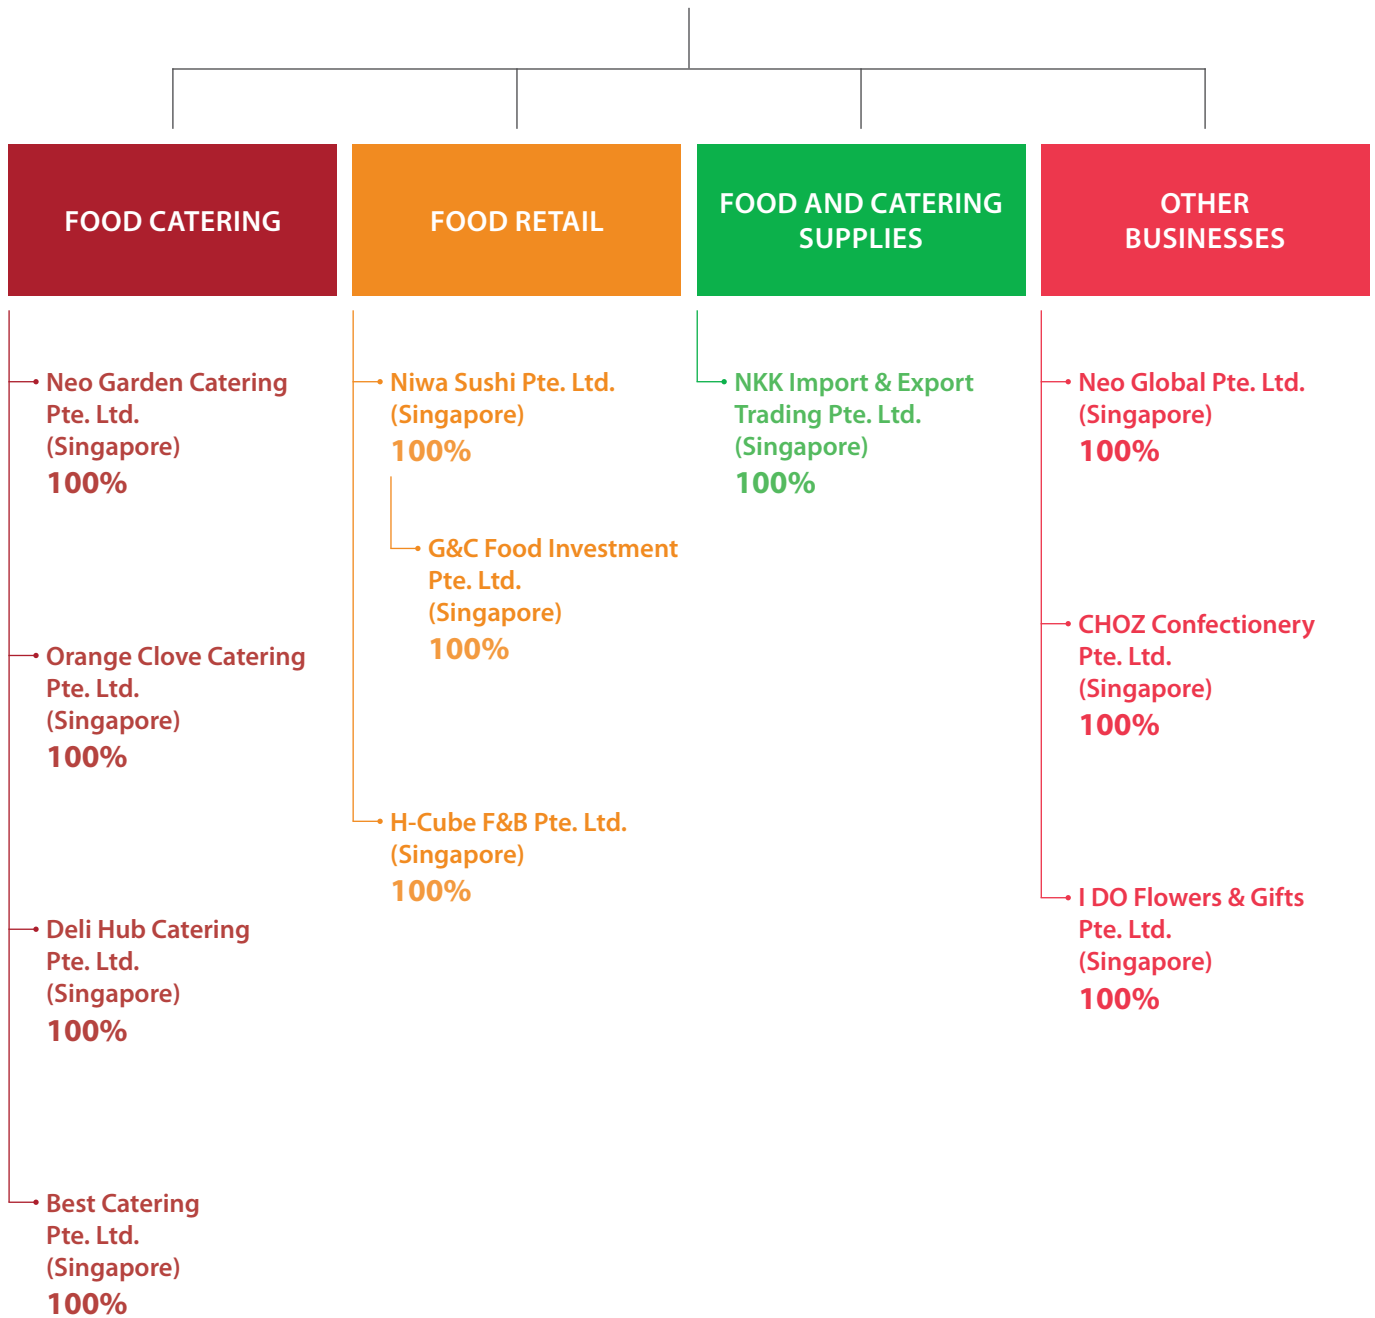 FOOD CATERING
Neo Garden Catering
Pte. Ltd.
(Singapore)
100%
Orange Clove Catering
Pte. Ltd.
(Singapore)
100%
Deli Hub Catering
Pte. Ltd.
(Singapore)
100%
Best Catering
Pte. Ltd.
(Singapore)
100%
FOOD RETAIL
Niwa Sushi Pte. Ltd.
(Singapore)
100%
G&C Food Investment
Pte. Ltd.
(Singapore)
100%
H-Cube F&B Pte. Ltd.
(Singapore)
100%
FOOD AND CATERING
SUPPLIES
NKK Import & Export
Trading Pte. Ltd.
(Singapore)
100%
OTHER
BUSINESSES
Neo Global Pte. Ltd.
(Singapore)
100%
CHOZ Confectionery
Pte. Ltd.
(Singapore)
100%
I DO Flowers & Gifts
Pte. Ltd.
(Singapore)
100%